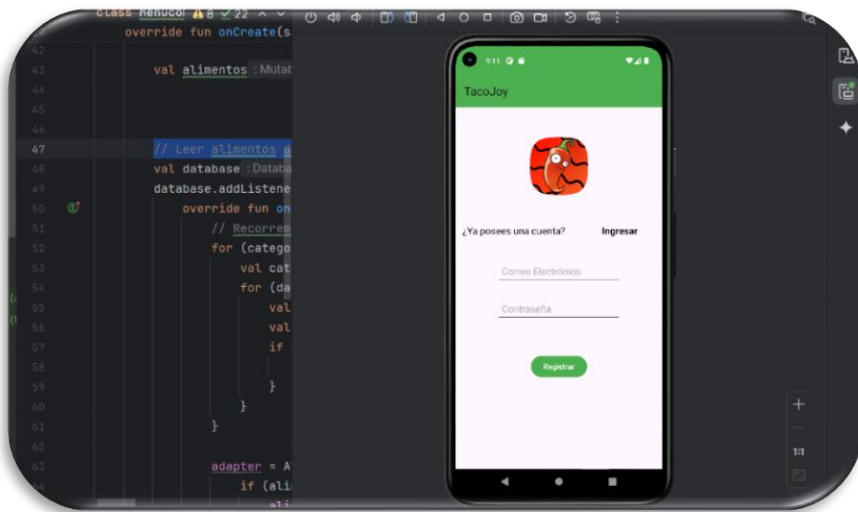 class menucol 8 22
override fun onCreate(s
42
43 val alimentos : Mutab
44
45
46
47 // Leer alimentos d
48 val database : Databa
49 database.addListene
50 override fun on
51 // Recorrem
52 for (catego
53 val cat
54 for (da
55 val
56 val
57 if
58
59 }
60 }
61 }
62
63 adapter = A
64 if (ali
ali
9:11
TacoJoy
¿Ya posees una cuenta? Ingresar
Correo Electrónico
Contraseña
Registrar
1:1